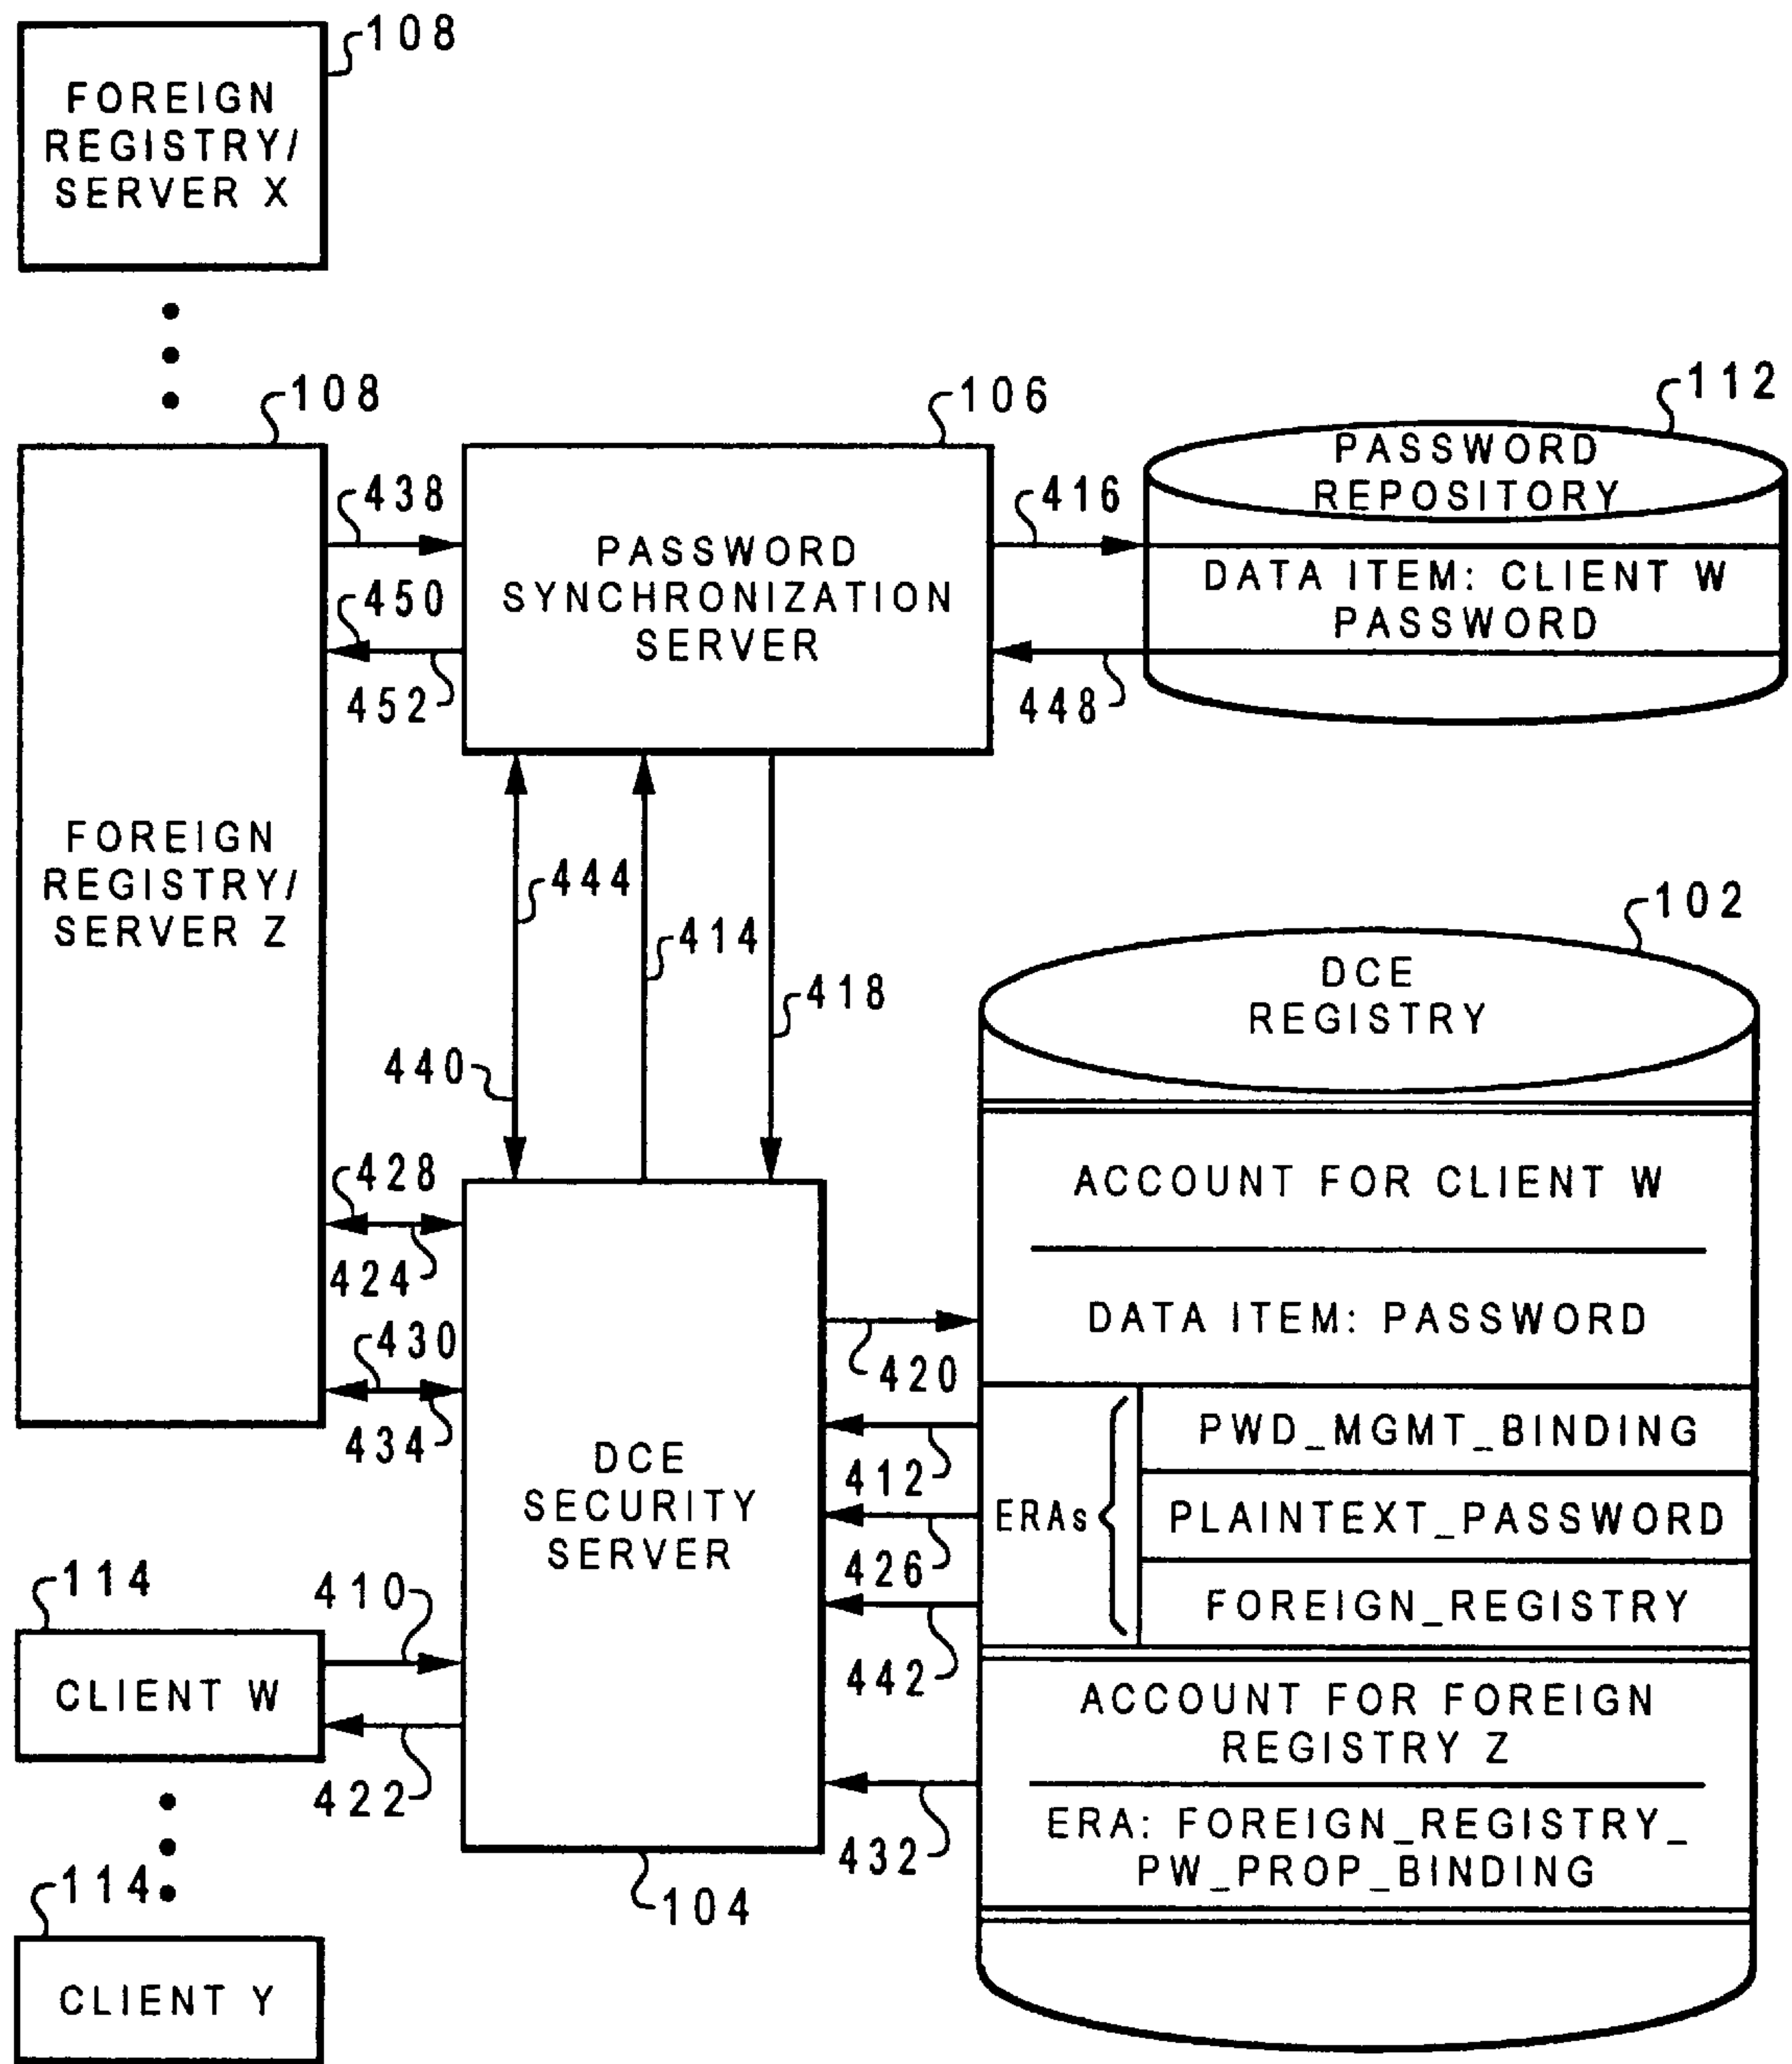 108
FOREIGN
REGISTRY/
SERVER X
108
106
112
PASSWORD
REPOSITORY
438
416
PASSWORD
SYNCHRONIZATION
SERVER
DATA ITEM: CLIENT W
PASSWORD
450
452
448
FOREIGN
REGISTRY/
SERVER Z
444
414
418
440
102
DCE
REGISTRY
428
424
ACCOUNT FOR CLIENT W
DATA ITEM: PASSWORD
430
434
420
412
426
442
432
DCE
SECURITY
SERVER
ERAs
PWD_MGMT_BINDING
PLAINTEXT_PASSWORD
FOREIGN_REGISTRY
114
410
CLIENT W
422
ACCOUNT FOR FOREIGN
REGISTRY Z
ERA: FOREIGN_REGISTRY_
PW_PROP_BINDING
104
114
CLIENT Y